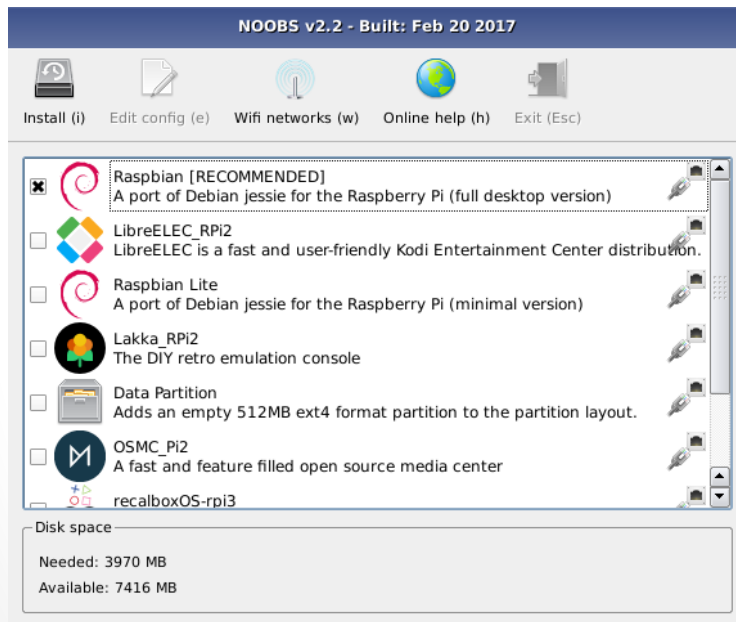 NOOBS v2.2 - Built: Feb 20 2017
Install (i) Edit config (e) Wifi networks (w) Online help (h) Exit (Esc)
Raspbian [RECOMMENDED]
A port of Debian jessie for the Raspberry Pi (full desktop version)
LibreELEC_RPi2
LibreELEC is a fast and user-friendly Kodi Entertainment Center distribution.
Raspbian Lite
A port of Debian jessie for the Raspberry Pi (minimal version)
Lakka_RPi2
The DIY retro emulation console
Data Partition
Adds an empty 512MB ext4 format partition to the partition layout.
OSMC_Pi2
A fast and feature filled open source media center
recalboxOS-rpi3
Disk space
Needed: 3970 MB
Available: 7416 MB